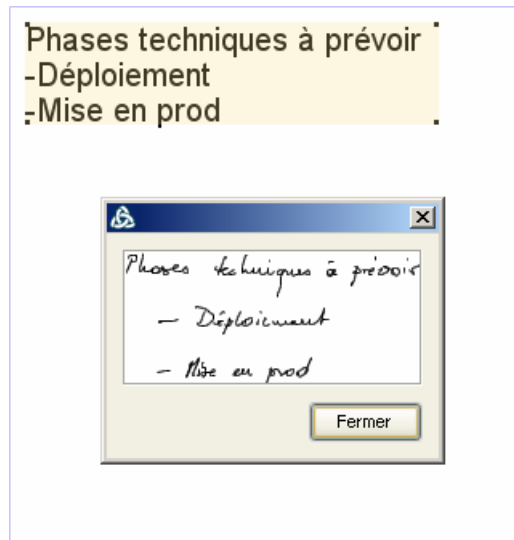 Phases techniques à prévoir
-Déploiement
-Mise en prod
Phases techniques à prévoir
- Déploiement
- Mise en prod
Fermer